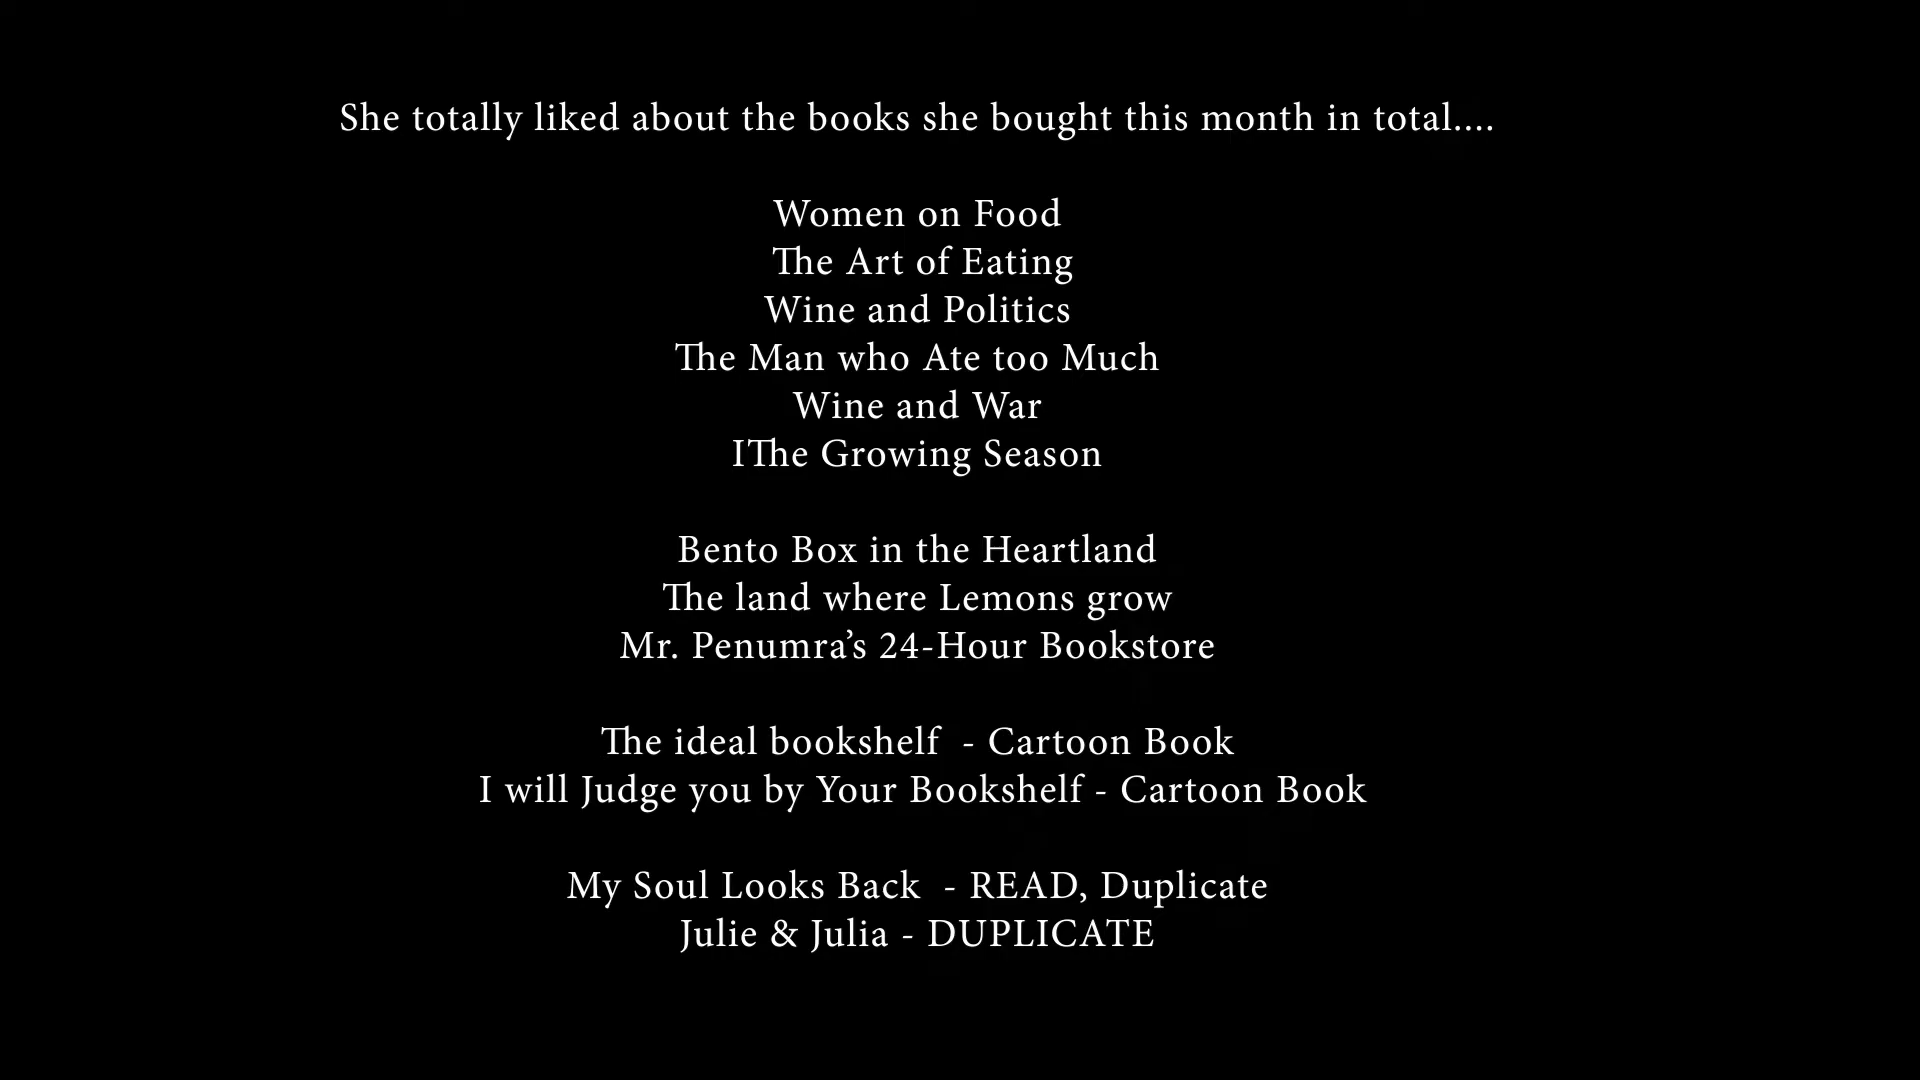 She totally liked about the books she bought this month in total....
Women on Food
The Art of Eating
Wine and Politics
The Man who Ate too Much
Wine and War
IThe Growing Season
Bento Box in the Heartland
The land where Lemons grow
Mr. Penumra’s 24-Hour Bookstore
The ideal bookshelf - Cartoon Book
I will Judge you by Your Bookshelf - Cartoon Book
My Soul Looks Back - READ, Duplicate
Julie & Julia - DUPLICATE